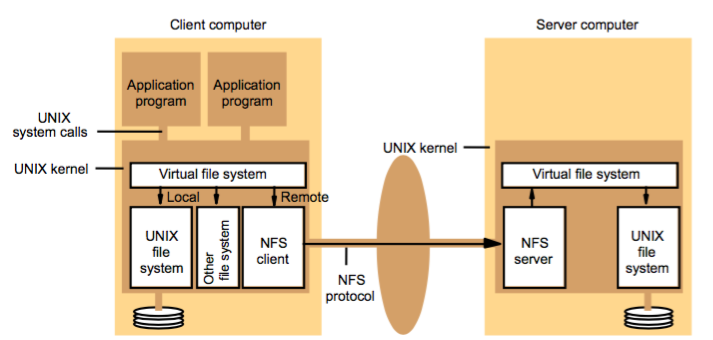 Client computer
Server computer
Application
program
Application
program
UNIX
system calls
UNIX kernel
Virtual file system
Local
Remote
UNIX
file
system
Other
file system
NFS
client
NFS
protocol
UNIX kernel
Virtual file system
NFS
server
UNIX
file
system